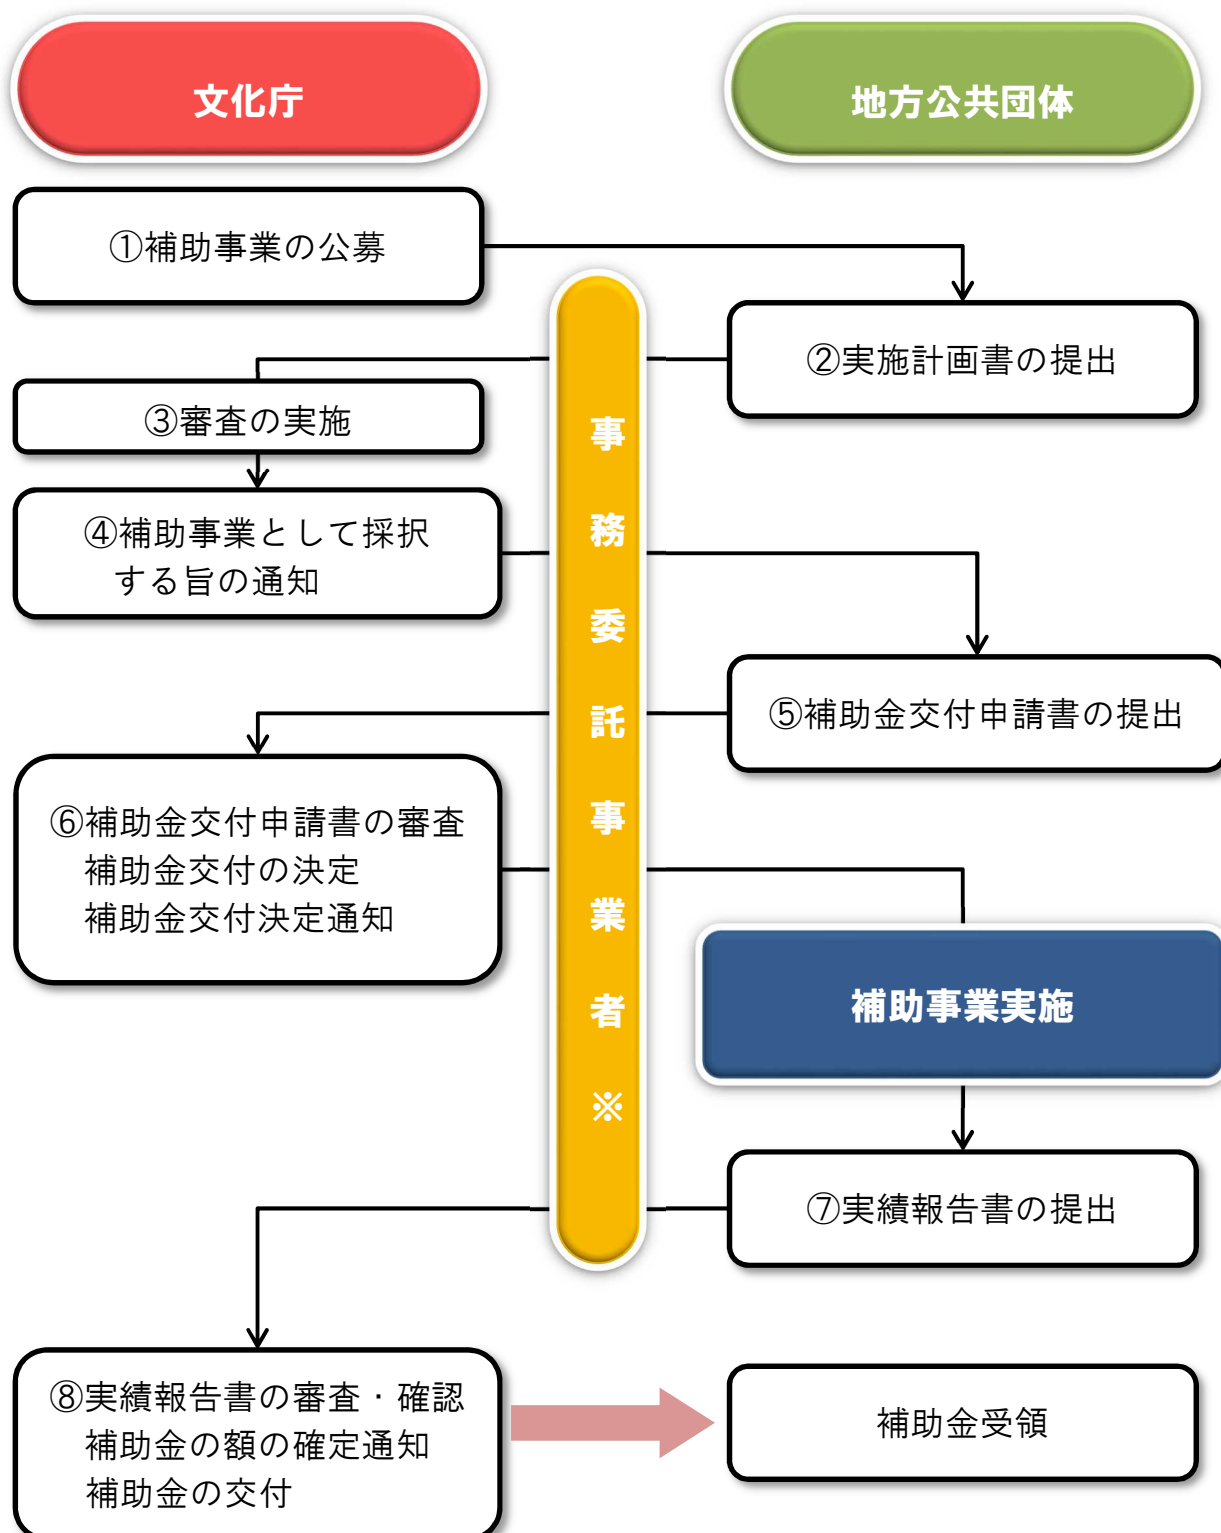 文化庁
地方公共団体
①補助事業の公募
②実施計画書の提出
③審査の実施
④補助事業として採択
する旨の通知
事務委託事業者※
⑤補助金交付申請書の提出
⑥補助金交付申請書の審査
補助金交付の決定
補助金交付決定通知
補助事業実施
⑦実績報告書の提出
⑧実績報告書の審査・確認
補助金の額の確定通知
補助金の交付
補助金受領